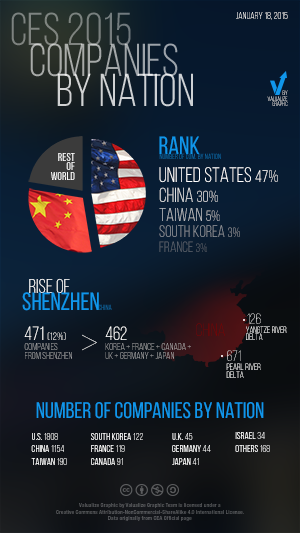 CES 2015
JANUARY 18, 2015
COMPANIES
BY NATION
BY
VALUALIZE
GRAPHIC
REST
OF
WORLD
RANK
NUMBER OF COS. BY NATION
UNITED STATES 47%
CHINA 30%
TAIWAN 5%
SOUTH KOREA 3%
FRANCE 3%
RISE OF
SHENZHEN CHINA
471 (12%)
COMPANIES
FROM SHENZHEN
>
462
KOREA + FRANCE + CANADA +
UK + GERMANY + JAPAN
126
YANGTZE RIVER
DELTA
671
PEARL RIVER
DELTA
NUMBER OF COMPANIES BY NATION
U.S. 1808
CHINA 1154
TAIWAN 190
SOUTH KOREA 122
FRANCE 119
CANADA 91
U.K. 45
GERMANY 44
JAPAN 41
ISRAEL 34
OTHERS 168
Valualize Graphic by Valualize Graphic Team is licensed under a
Creative Commons Attribution-NonCommercial-ShareAlike 4.0 International License.
Data originally from CEA Official page